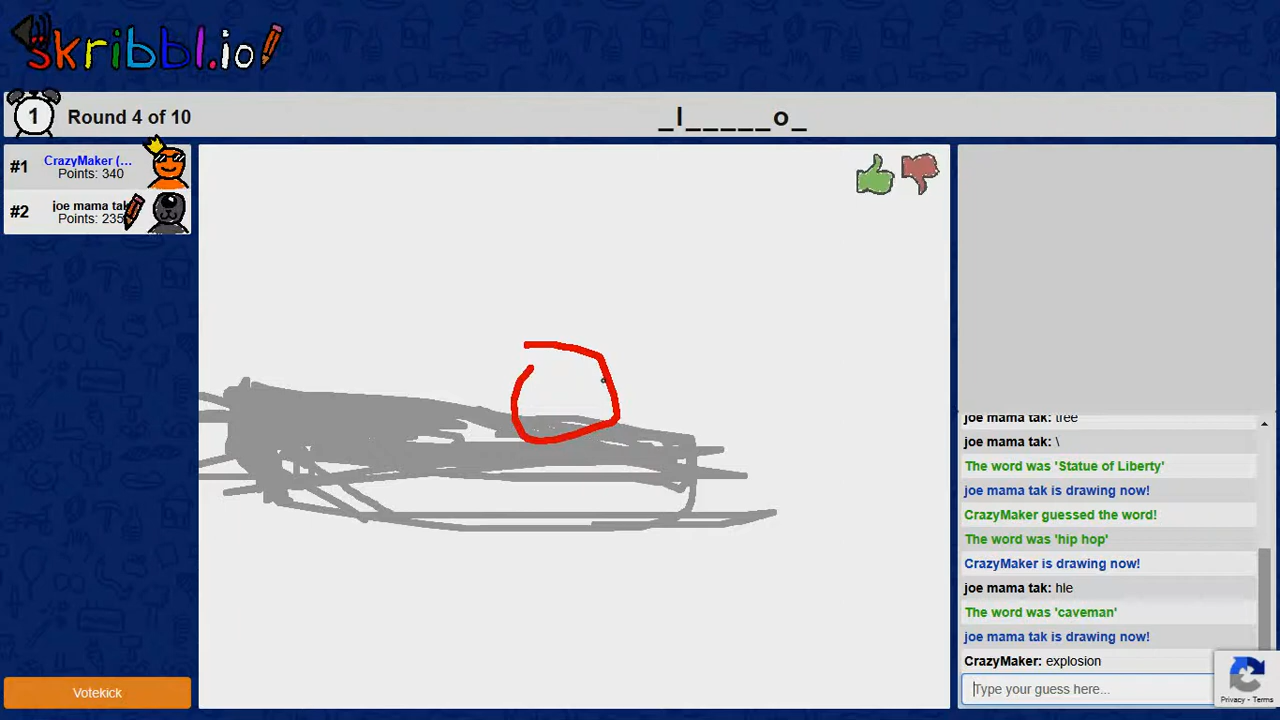 skribbl.io
1
Round 4 of 10
_l_____o_
#1
CrazyMaker (...
Points: 340
#2
joe mama tak
Points: 235
joe mama tak: tree
joe mama tak: \
The word was 'Statue of Liberty'
joe mama tak is drawing now!
CrazyMaker guessed the word!
The word was 'hip hop'
CrazyMaker is drawing now!
joe mama tak: hle
The word was 'caveman'
joe mama tak is drawing now!
CrazyMaker: explosion
Type your guess here...
Votekick
Privacy - Terms